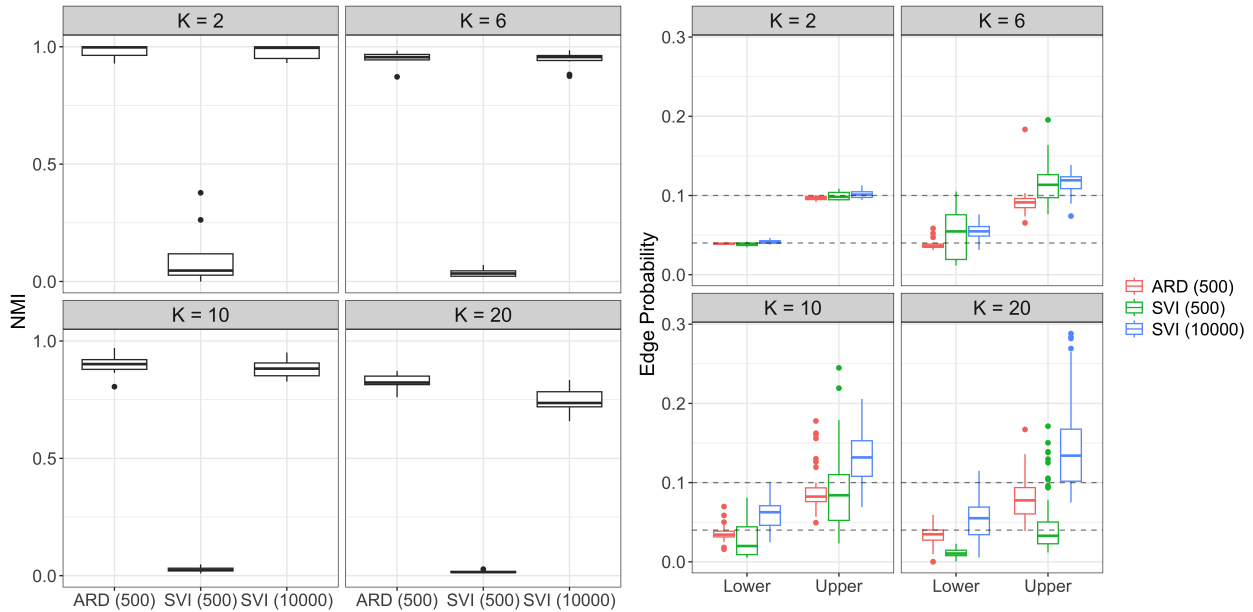 K = 2
K = 6
1.0
0.5
0.0
NMI
K = 10
K = 20
1.0
0.5
0.0
ARD (500) SVI (500) SVI (10000)
ARD (500) SVI (500) SVI (10000)
K = 2
K = 6
0.3
0.2
0.1
0.0
Edge Probability
K = 10
K = 20
0.3
0.2
0.1
0.0
Lower Upper
Lower Upper
ARD (500)
SVI (500)
SVI (10000)